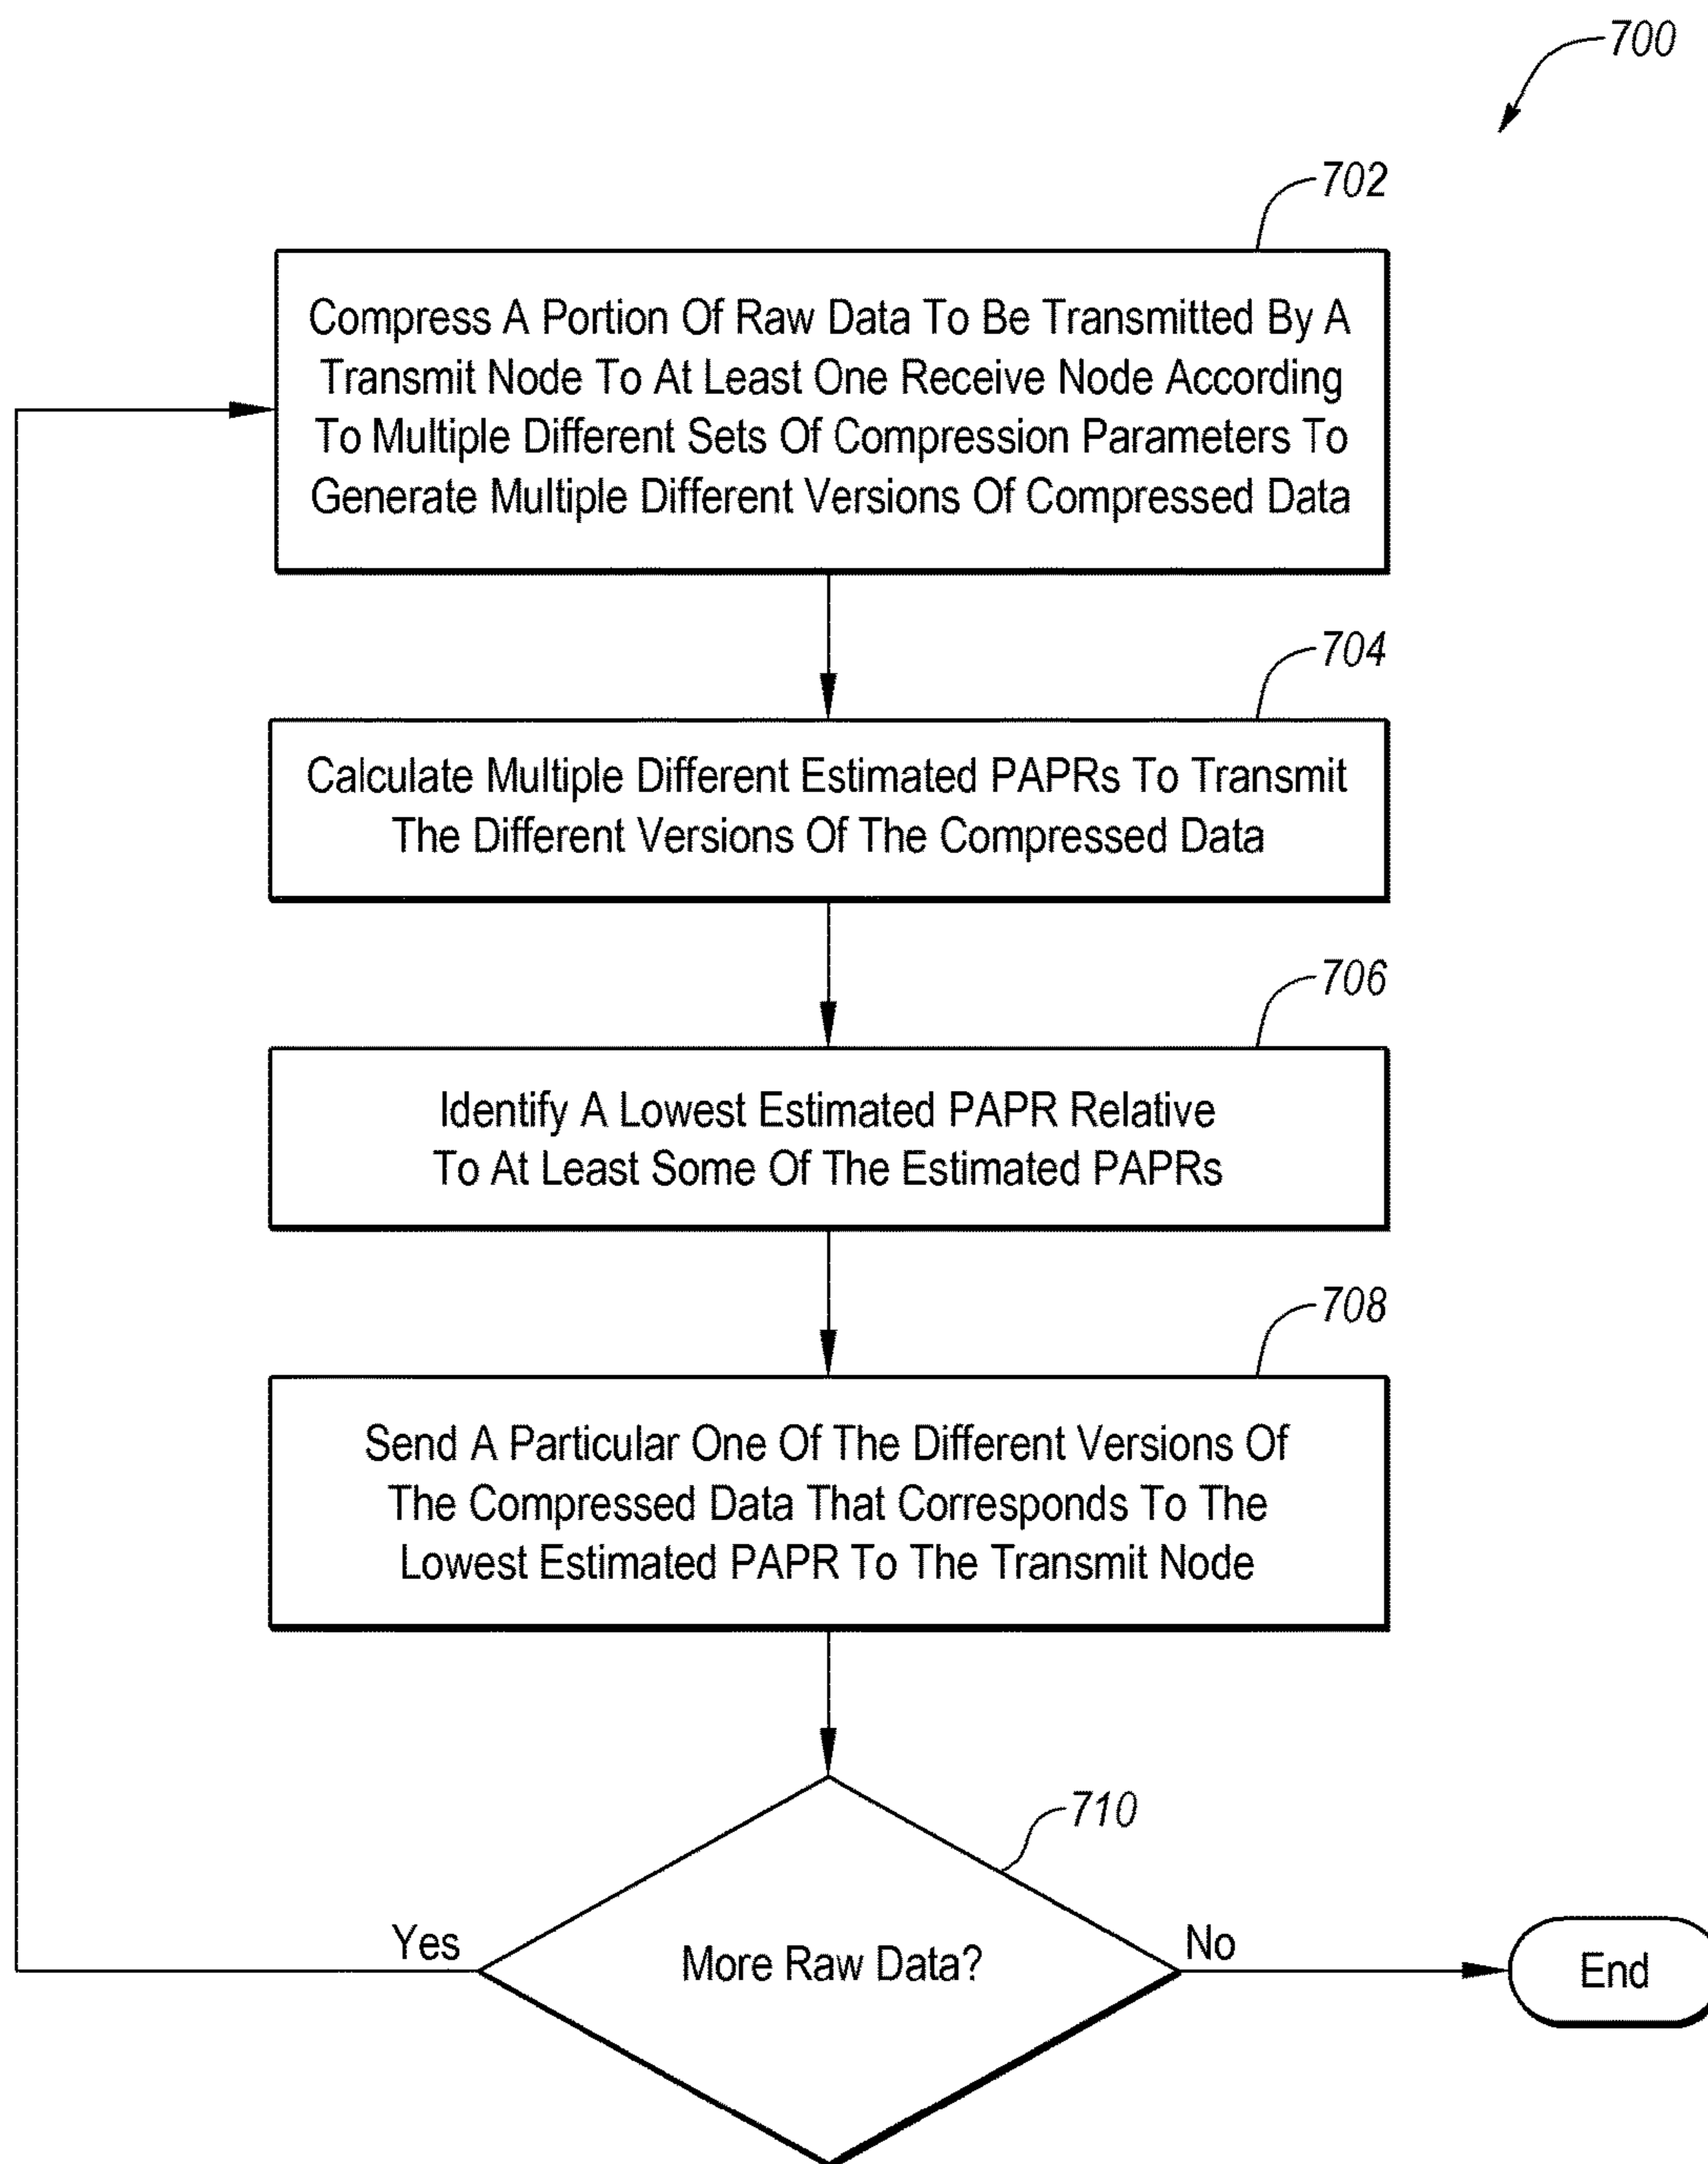 700
702
Compress A Portion Of Raw Data To Be Transmitted By A
Transmit Node To At Least One Receive Node According
To Multiple Different Sets Of Compression Parameters To
Generate Multiple Different Versions Of Compressed Data
704
Calculate Multiple Different Estimated PAPRs To Transmit
The Different Versions Of The Compressed Data
706
Identify A Lowest Estimated PAPR Relative
To At Least Some Of The Estimated PAPRs
708
Send A Particular One Of The Different Versions Of
The Compressed Data That Corresponds To The
Lowest Estimated PAPR To The Transmit Node
710
Yes
More Raw Data?
No
End